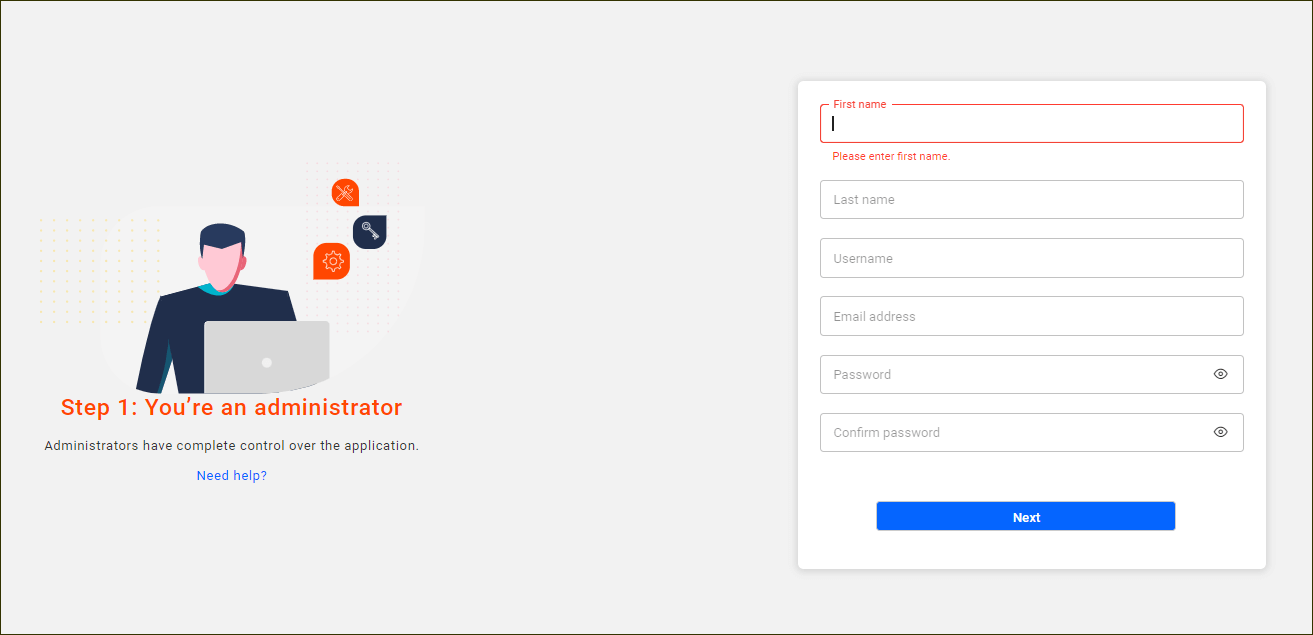 Step 1: You’re an administrator
Administrators have complete control over the application.
Need help?
First name
Please enter first name.
Last name
Username
Email address
Password
Confirm password
Next